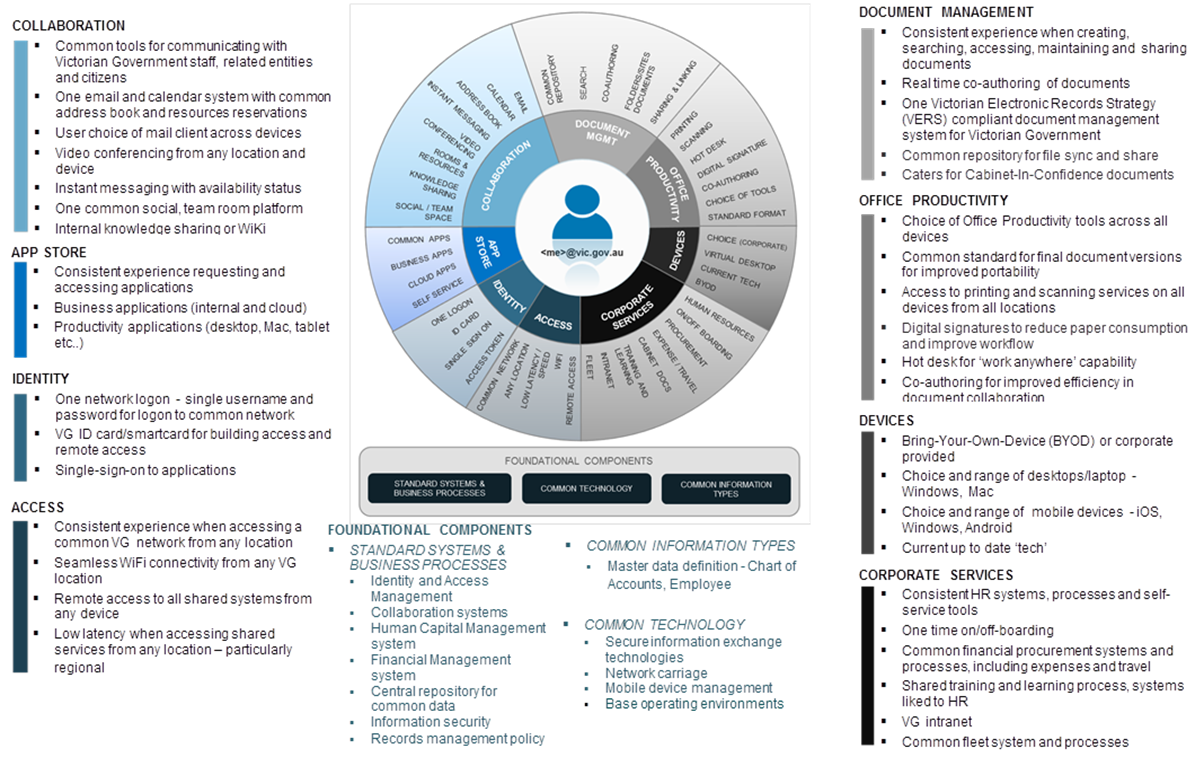 COLLABORATION
▪ Common tools for communicating with
Victorian Government staff, related entities
and citizens
▪ One email and calendar system with common
address book and resources reservations
▪ User choice of mail client across devices
▪ Video conferencing from any location and
device
▪ Instant messaging with availability status
▪ One common social, team room platform
▪ Internal knowledge sharing or WiKi
APP STORE
▪ Consistent experience requesting and
accessing applications
▪ Business applications (internal and cloud)
▪ Productivity applications (desktop, Mac, tablet
etc..)
IDENTITY
▪ One network logon - single username and
password for logon to common network
▪ VG ID card/smartcard for building access and
remote access
▪ Single-sign-on to applications
ACCESS
▪ Consistent experience when accessing a
common VG network from any location
▪ Seamless WiFi connectivity from any VG
location
▪ Remote access to all shared systems from
any device
▪ Low latency when accessing shared
services from any location – particularly
regional
COLLABORATION
EMAIL
CALENDAR
ADDRESS BOOK
INSTANT MESSAGING
VIDEO
CONFERENCING
ROOMS &
RESOURCES
KNOWLEDGE
SHARING
SOCIAL / TEAM
SPACE
DOCUMENT
MGMT
COMMON
REPOSITORY
SEARCH
CO-AUTHORING
FOLDERS/SITES
DOCUMENTS
SHARING & LINKING
OFFICE
PRODUCTIVITY
PRINTING
SCANNING
HOT DESK
DIGITAL SIGNATURE
CO-AUTHORING
CHOICE OF TOOLS
STANDARD FORMAT
DEVICES
CHOICE (CORPORATE)
VIRTUAL DESKTOP
CURRENT TECH
BYOD
CORPORATE
SERVICES
HUMAN RESOURCES
ON/OFF BOARDING
PROCUREMENT
EXPENSE / TRAVEL
CABINET DOCS
TRAINING AND
LEARNING
INTRANET
FLEET
ACCESS
REMOTE ACCESS
WIFI
LOW LATENCY /
SPEED
ANY LOCATION
COMMON NETWORK
IDENTITY
ACCESS TOKEN
SINGLE SIGN ON
ID CARD
ONE LOGON
APP
STORE
SELF SERVICE
CLOUD APPS
BUSINESS APPS
COMMON APPS
<me>@vic.gov.au
FOUNDATIONAL COMPONENTS
STANDARD SYSTEMS &
BUSINESS PROCESSES
COMMON TECHNOLOGY
COMMON INFORMATION
TYPES
FOUNDATIONAL COMPONENTS
▪ STANDARD SYSTEMS &
BUSINESS PROCESSES
▪ Identity and Access
Management
▪ Collaboration systems
▪ Human Capital Management
system
▪ Financial Management
system
▪ Central repository for
common data
▪ Information security
▪ Records management policy
▪ COMMON INFORMATION TYPES
▪ Master data definition - Chart of
Accounts, Employee
▪ COMMON TECHNOLOGY
▪ Secure information exchange
technologies
▪ Network carriage
▪ Mobile device management
▪ Base operating environments
DOCUMENT MANAGEMENT
▪ Consistent experience when creating,
searching, accessing, maintaining and sharing
documents
▪ Real time co-authoring of documents
▪ One Victorian Electronic Records Strategy
(VERS) compliant document management
system for Victorian Government
▪ Common repository for file sync and share
▪ Caters for Cabinet-In-Confidence documents
OFFICE PRODUCTIVITY
▪ Choice of Office Productivity tools across all
devices
▪ Common standard for final document versions
for improved portability
▪ Access to printing and scanning services on all
devices from all locations
▪ Digital signatures to reduce paper consumption
and improve workflow
▪ Hot desk for ‘work anywhere’ capability
▪ Co-authoring for improved efficiency in
document collaboration
DEVICES
▪ Bring-Your-Own-Device (BYOD) or corporate
provided
▪ Choice and range of desktops/laptop -
Windows, Mac
▪ Choice and range of mobile devices - iOS,
Windows, Android
▪ Current up to date ‘tech’
CORPORATE SERVICES
▪ Consistent HR systems, processes and self-
service tools
▪ One time on/off-boarding
▪ Common financial procurement systems and
processes, including expenses and travel
▪ Shared training and learning process, systems
liked to HR
▪ VG intranet
▪ Common fleet system and processes